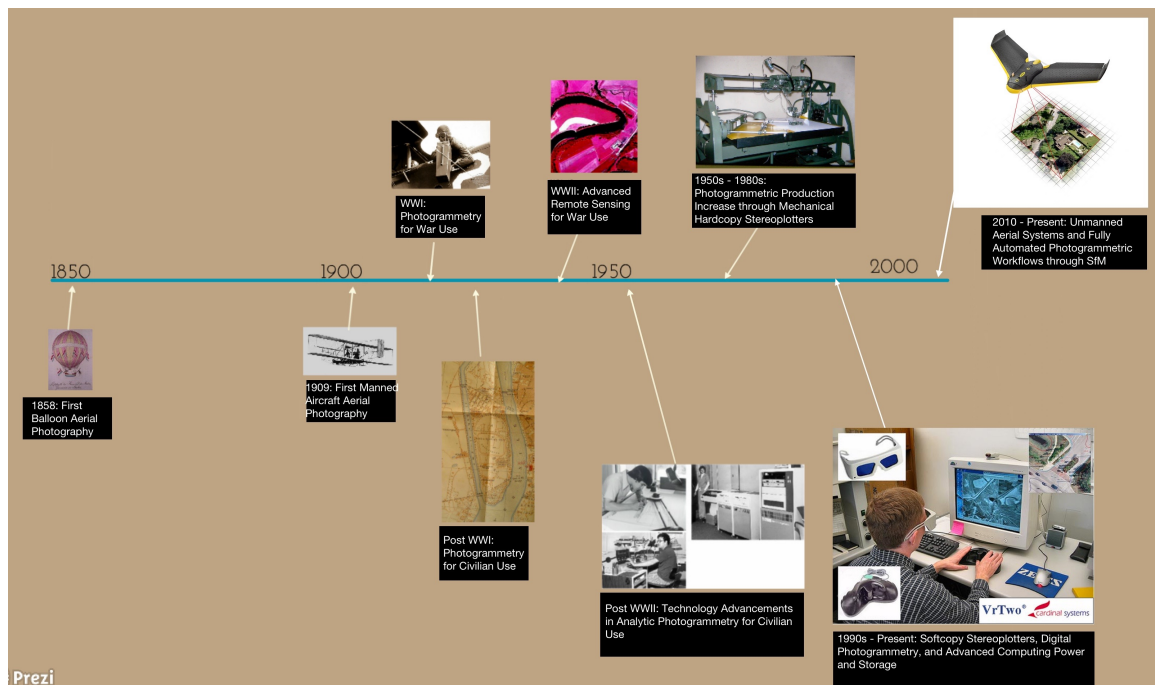 1850
1900
1950
2000
WWI:
Photogrammetry
for War Use
WWII: Advanced
Remote Sensing
for War Use
1950s - 1980s:
Photogrammetric Production
Increase through Mechanical
Hardcopy Stereoplotters
2010 - Present: Unmanned
Aerial Systems and Fully
Automated Photogrammetric
Workflows through SfM
1858: First
Balloon Aerial
Photography
1909: First Manned
Aircraft Aerial
Photography
Post WWI:
Photogrammetry
for Civilian Use
Post WWII: Technology Advancements
in Analytic Photogrammetry for Civilian
Use
ZEISS
VrTwo®
cardinal systems
1990s - Present: Softcopy Stereoplotters, Digital
Photogrammetry, and Advanced Computing Power
and Storage
Prezi